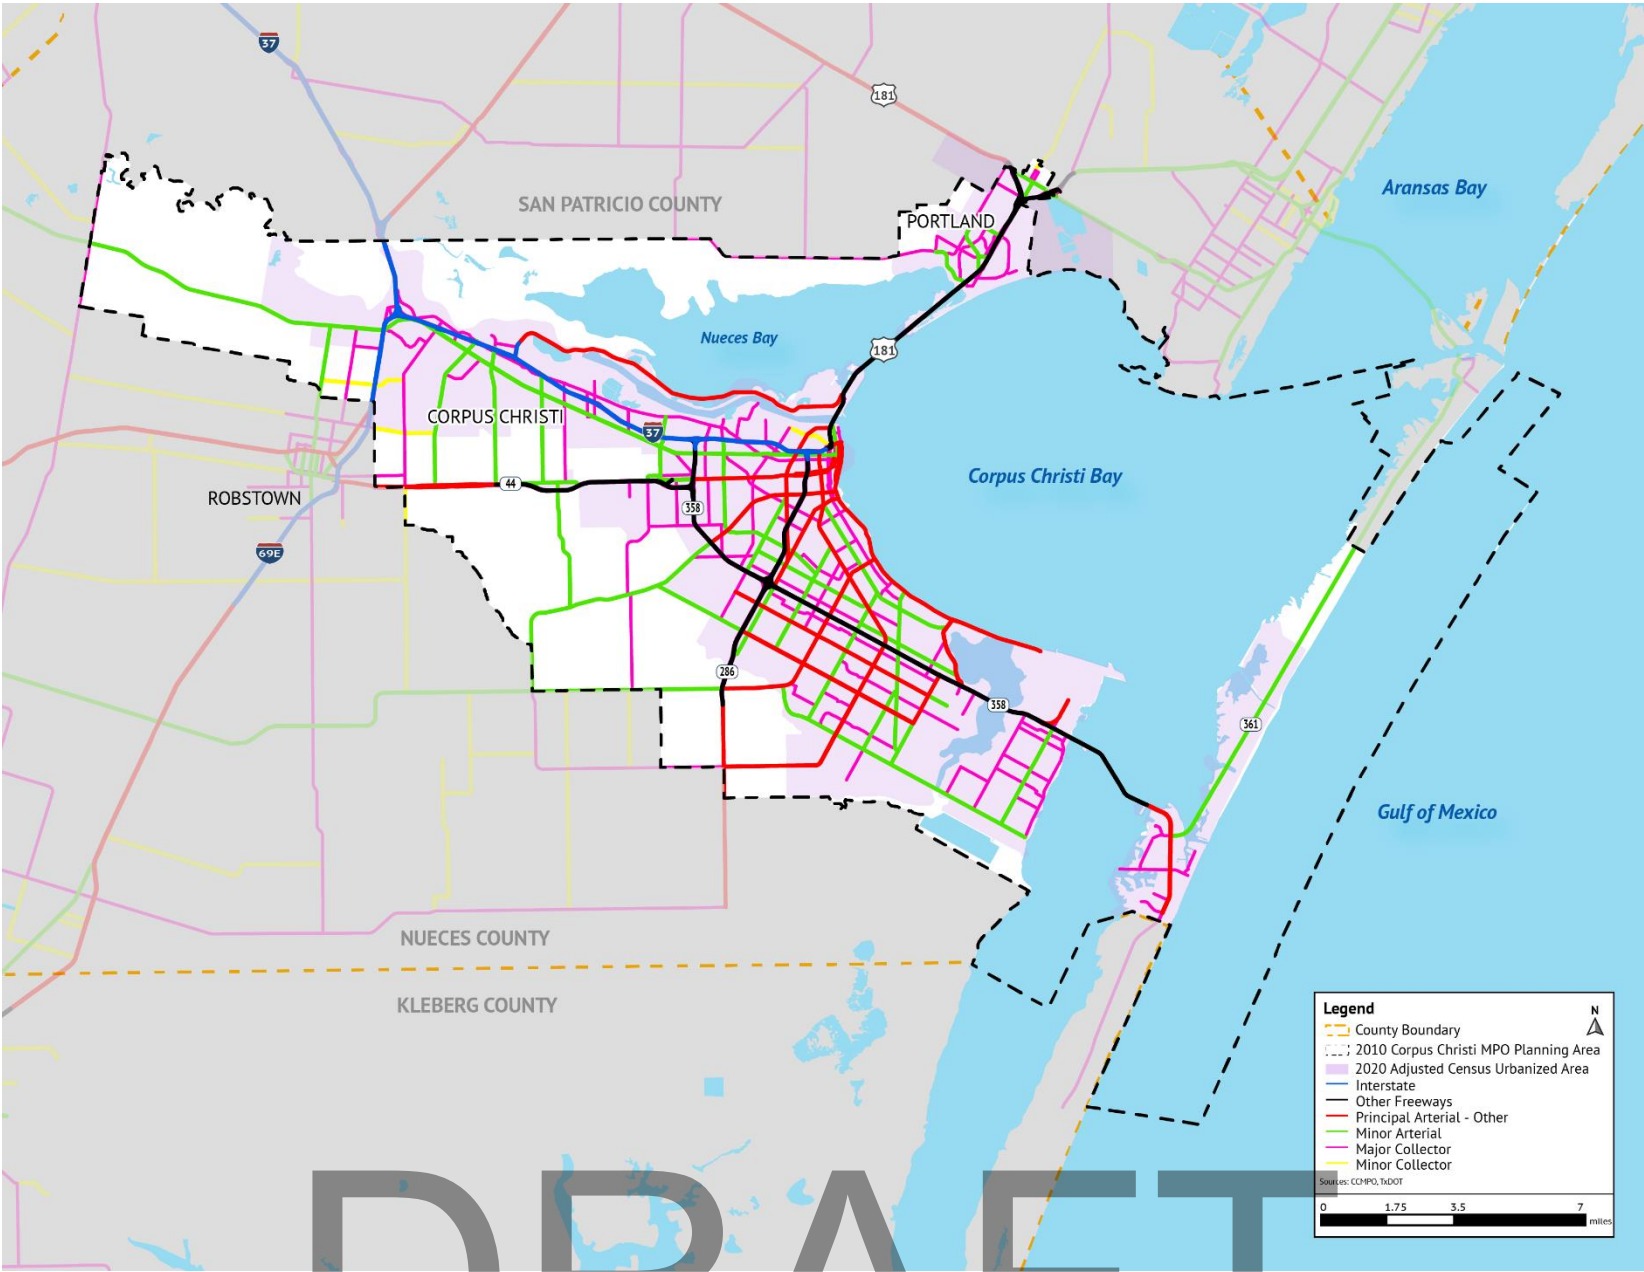 37
181
Aransas Bay
SAN PATRICIO COUNTY
PORTLAND
Nueces Bay
181
CORPUS CHRISTI
37
Corpus Christi Bay
44
ROBSTOWN
358
69E
286
358
361
Gulf of Mexico
NUECES COUNTY
KLEBERG COUNTY
Legend
N
County Boundary
2010 Corpus Christi MPO Planning Area
2020 Adjusted Census Urbanized Area
Interstate
Other Freeways
Principal Arterial - Other
Minor Arterial
Major Collector
Minor Collector
Sources: CCMPO, TxDOT
0 1.75 3.5 7
miles
DRAFT